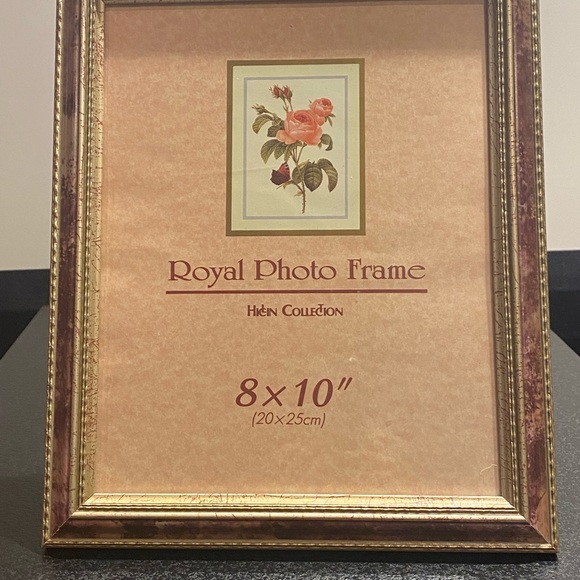 Royal Photo Frame
Collection
8×10"
(20×25cm)